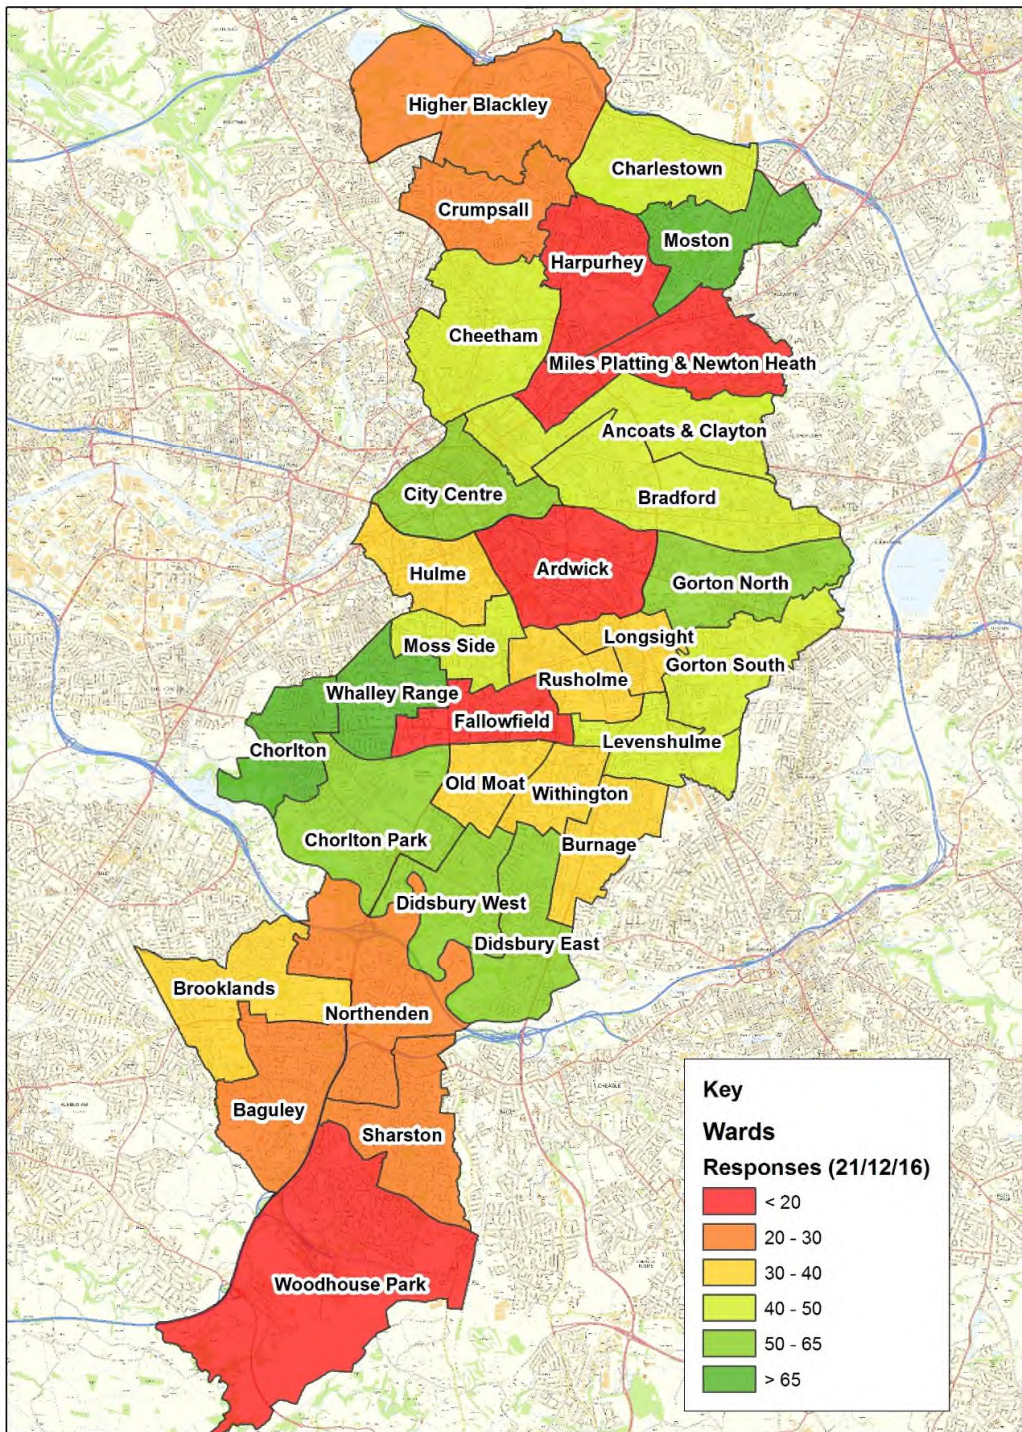 Higher Blackley
Charlestown
Crumpsall
Moston
Harpurhey
Cheetham
Miles Platting & Newton Heath
Ancoats & Clayton
City Centre
Bradford
Ardwick
Hulme
Gorton North
Longsight
Moss Side
Gorton South
Rusholme
Whalley Range
Fallowfield
Levenshulme
Chorlton
Old Moat
Withington
Chorlton Park
Burnage
Didsbury West
Didsbury East
Brooklands
Northenden
Baguley
Sharston
Woodhouse Park
Key
Wards
Responses (21/12/16)
< 20
20 - 30
30 - 40
40 - 50
50 - 65
> 65